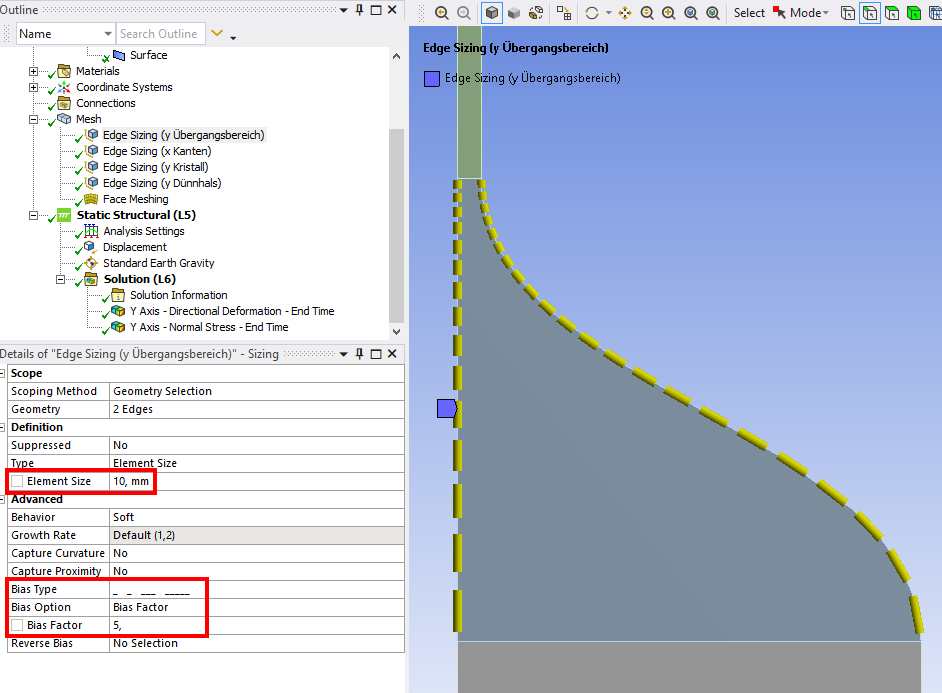 Outline
Name Search Outline
Surface
Materials
Coordinate Systems
Connections
Mesh
Edge Sizing (y Übergangsbereich)
Edge Sizing (x Kanten)
Edge Sizing (y Kristall)
Edge Sizing (y Dünnhals)
Face Meshing
Static Structural (L5)
Analysis Settings
Displacement
Standard Earth Gravity
Solution (L6)
Solution Information
Y Axis - Directional Deformation - End Time
Y Axis - Normal Stress - End Time
Details of "Edge Sizing (y Übergangsbereich)" - Sizing
Scope
Scoping Method Geometry Selection
Geometry 2 Edges
Definition
Suppressed No
Type Element Size
Element Size 10, mm
Advanced
Behavior Soft
Growth Rate Default (1,2)
Capture Curvature No
Capture Proximity No
Bias Type _ _ ___ _____
Bias Option Bias Factor
Bias Factor 5,
Reverse Bias No Selection
Select Mode
Edge Sizing (y Übergangsbereich)
Edge Sizing (y Übergangsbereich)